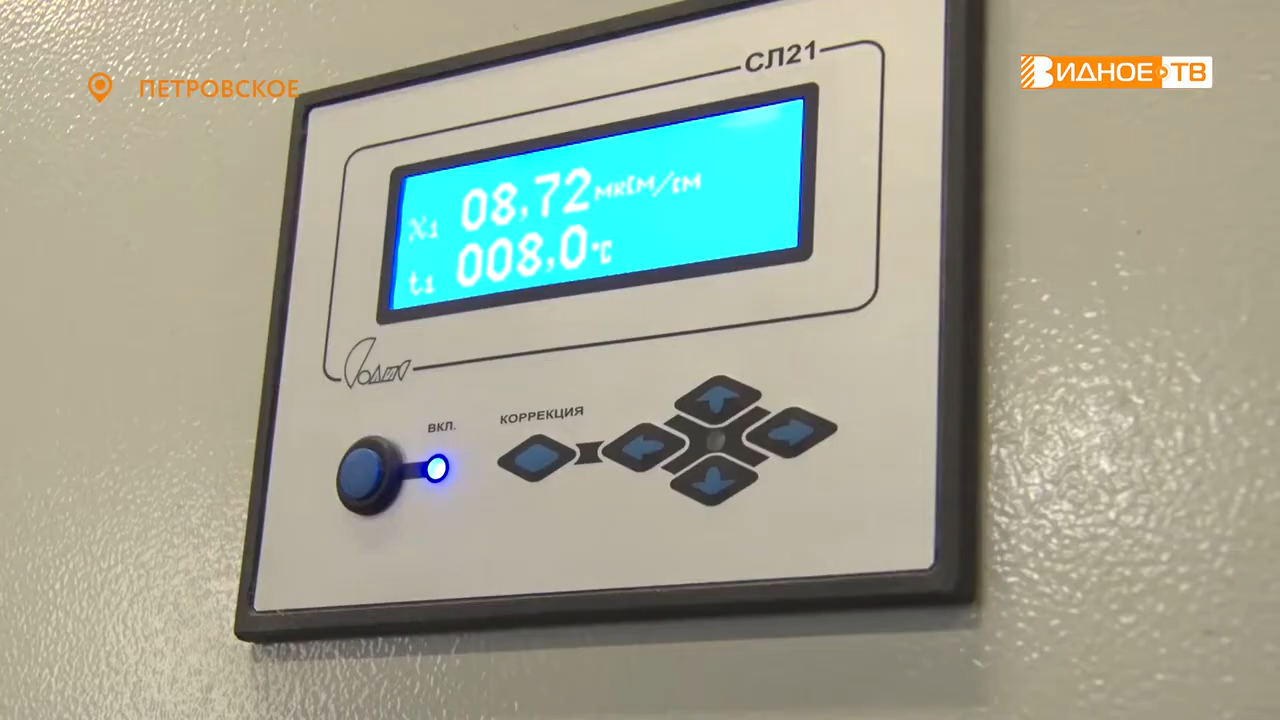 ПЕТРОВСКОЕ
ВИДНОЕ ТВ
СЛ21
χ1 08,72 мкСм/см
t1 008,0 °С
ВКЛ.
КОРРЕКЦИЯ